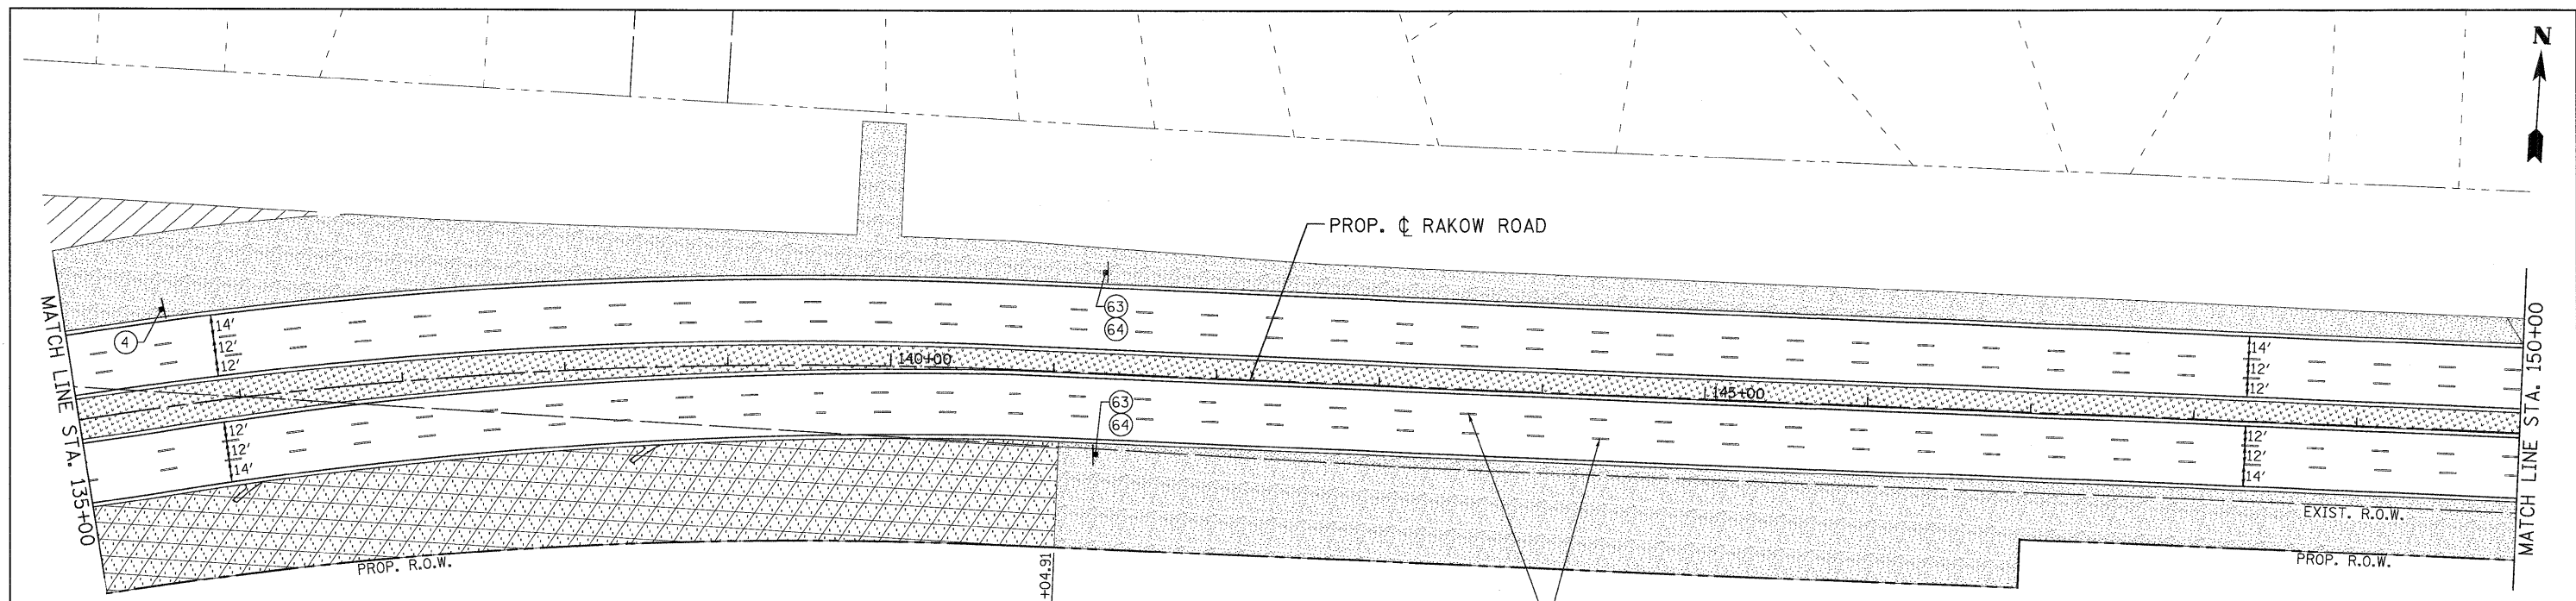 N
PROP. ℄ RAKOW ROAD
MATCH LINE STA. 135+00
MATCH LINE STA. 150+00
4
63
64
14'
12'
12'
14'
12'
12'
140+00
145+00
63
64
12'
12'
14'
12'
12'
14'
EXIST. R.O.W.
PROP. R.O.W.
PROP. R.O.W.
+04.91